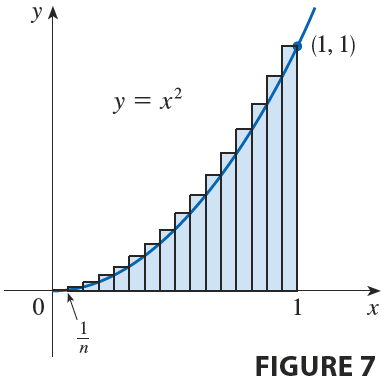 y
(1, 1)
y = x²
0
1
x
1/n
FIGURE 7